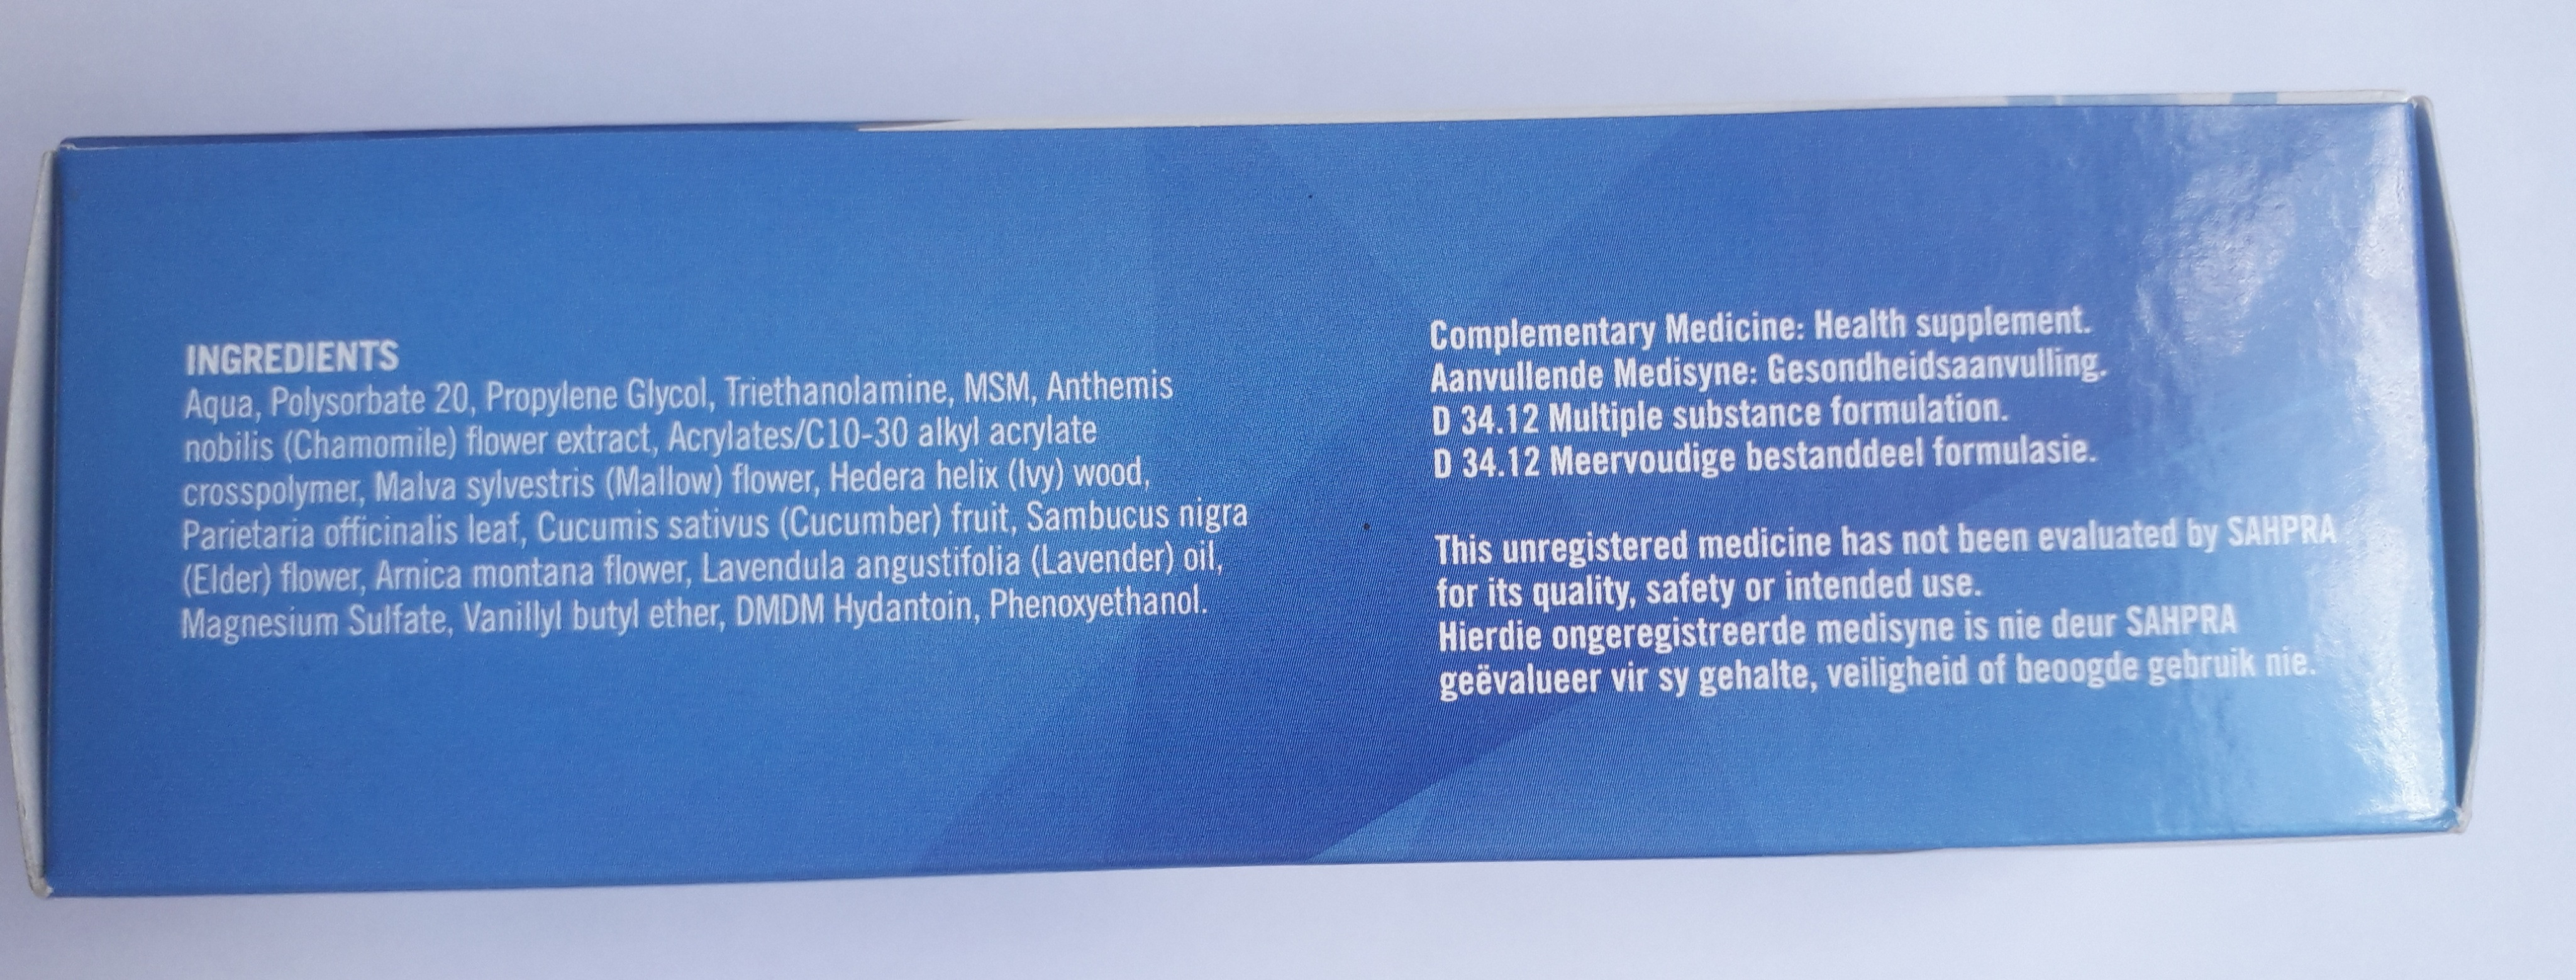 INGREDIENTS
Aqua, Polysorbate 20, Propylene Glycol, Triethanolamine, MSM, Anthemis
nobilis (Chamomile) flower extract, Acrylates/C10-30 alkyl acrylate
crosspolymer, Malva sylvestris (Mallow) flower, Hedera helix (Ivy) wood,
Parietaria officinalis leaf, Cucumis sativus (Cucumber) fruit, Sambucus nigra
(Elder) flower, Arnica montana flower, Lavendula angustifolia (Lavender) oil,
Magnesium Sulfate, Vanillyl butyl ether, DMDM Hydantoin, Phenoxyethanol.
Complementary Medicine: Health supplement.
Aanvullende Medisyne: Gesondheidsaanvulling.
D 34.12 Multiple substance formulation.
D 34.12 Meervoudige bestanddeel formulasie.
This unregistered medicine has not been evaluated by SAHPRA
for its quality, safety or intended use.
Hierdie ongeregistreerde medisyne is nie deur SAHPRA
geëvalueer vir sy gehalte, veiligheid of beoogde gebruik nie.